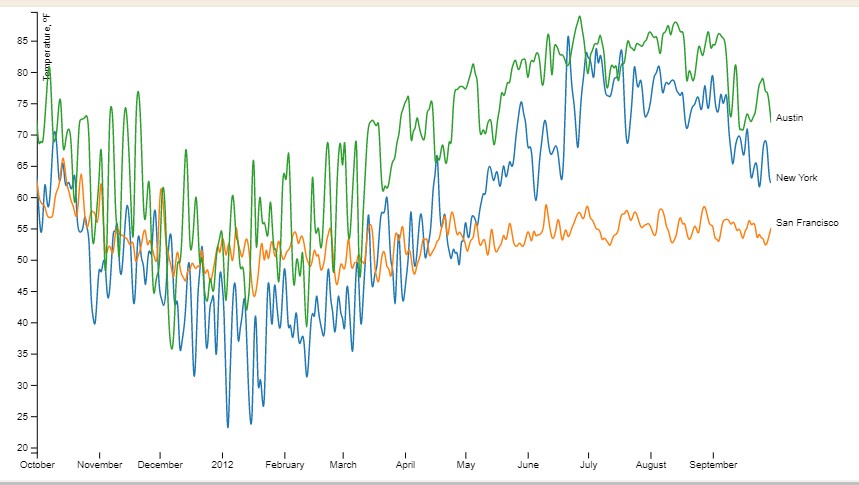 Temperature, ºF
85
80
75
70
65
60
55
50
45
40
35
30
25
20
Austin
New York
San Francisco
October November December 2012 February March April May June July August September